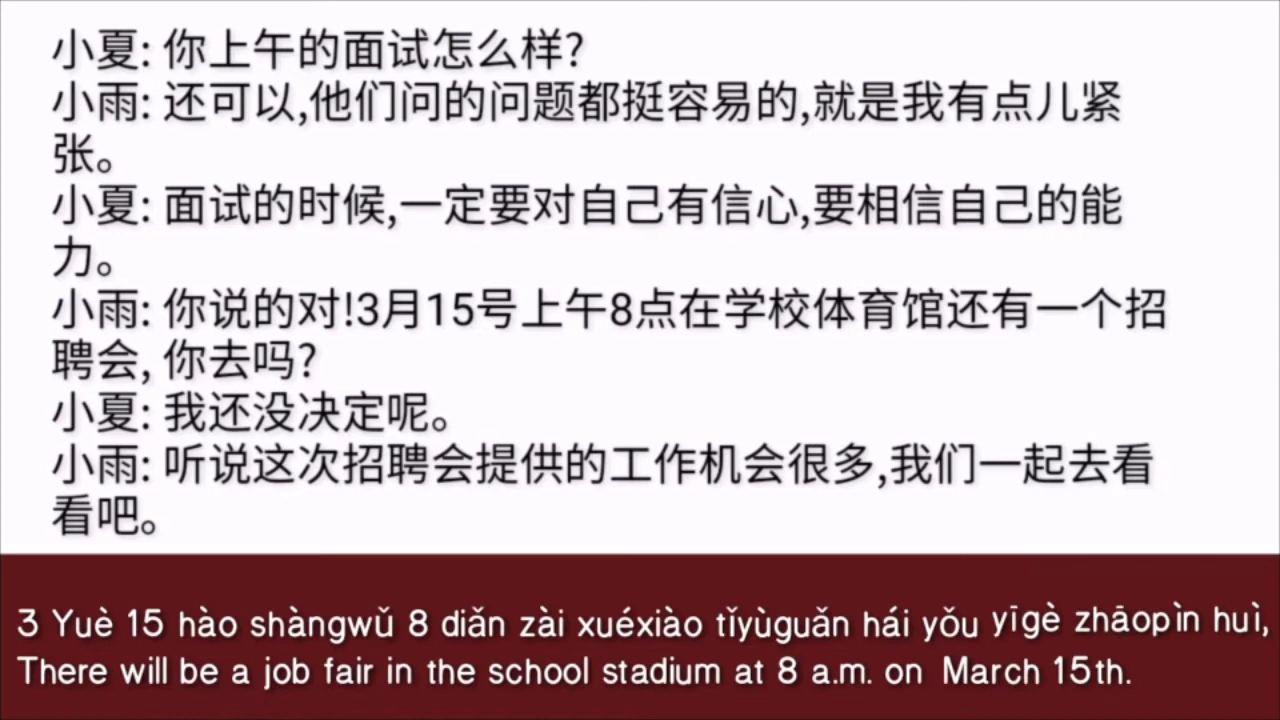 小夏: 你上午的面试怎么样?
小雨: 还可以,他们问的问题都挺容易的,就是我有点儿紧
张。
小夏: 面试的时候,一定要对自己有信心,要相信自己的能
力。
小雨: 你说的对!3月15号上午8点在学校体育馆还有一个招
聘会, 你去吗?
小夏: 我还没决定呢。
小雨: 听说这次招聘会提供的工作机会很多,我们一起去看
看吧。
3 Yuè 15 hào shàngwǔ 8 diǎn zài xuéxiào tǐyùguǎn hái yǒu yīgè zhāopìn huì,
There will be a job fair in the school stadium at 8 a.m. on March 15th.